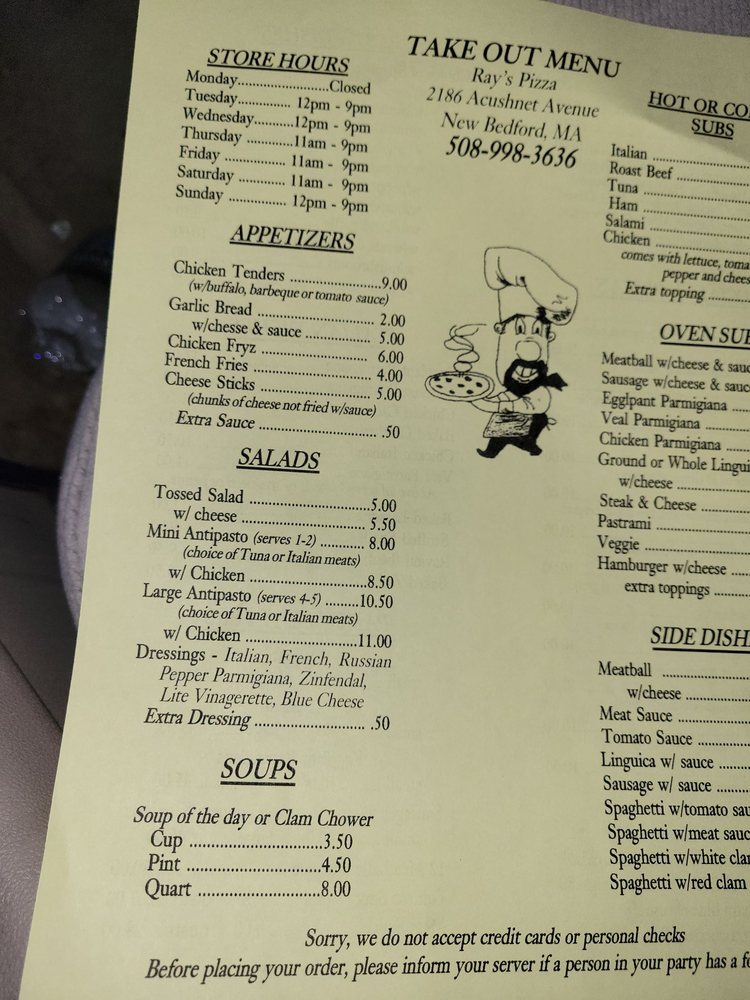 STORE HOURS
Monday..........................Closed
Tuesday............... 12pm - 9pm
Wednesday...........12pm - 9pm
Thursday .............11am - 9pm
Friday ................. 11am - 9pm
Saturday ............. 11am - 9pm
Sunday ............... 12pm - 9pm
APPETIZERS
Chicken Tenders .......................9.00
(w/buffalo, barbeque or tomato sauce)
Garlic Bread ............................. 2.00
w/chesse & sauce ................... 5.00
Chicken Fryz ............................. 6.00
French Fries .............................. 4.00
Cheese Sticks ............................ 5.00
(chunks of cheese not fried w/sauce)
Extra Sauce .............................. .50
SALADS
Tossed Salad ..............................5.00
w/ cheese ................................ 5.50
Mini Antipasto (serves 1-2) ........... 8.00
(choice of Tuna or Italian meats)
w/ Chicken ..............................8.50
Large Antipasto (serves 4-5) .........10.50
(choice of Tuna or Italian meats)
w/ Chicken .............................11.00
Dressings - Italian, French, Russian
Pepper Parmigiana, Zinfendal,
Lite Vinagerette, Blue Cheese
Extra Dressing ........................... .50
SOUPS
Soup of the day or Clam Chower
Cup ...........................3.50
Pint ...........................4.50
Quart ..............................8.00
TAKE OUT MENU
Ray's Pizza
2186 Acushnet Avenue
New Bedford, MA
508-998-3636
HOT OR CO
SUBS
Italian
Roast Beef
Tuna
Ham
Salami
Chicken
comes with lettuce, toma
pepper and chees
Extra topping
OVEN SUB
Meatball w/cheese & sauc
Sausage w/cheese & sauc
Egglpant Parmigiana
Veal Parmigiana
Chicken Parmigiana
Ground or Whole Lingui
w/cheese
Steak & Cheese
Pastrami
Veggie
Hamburger w/cheese
extra toppings
SIDE DISH
Meatball
w/cheese
Meat Sauce
Tomato Sauce
Linguica w/ sauce
Sausage w/ sauce
Spaghetti w/tomato sau
Spaghetti w/meat sauc
Spaghetti w/white cla
Spaghetti w/red clam
Sorry, we do not accept credit cards or personal checks
Before placing your order, please inform your server if a person in your party has a fo